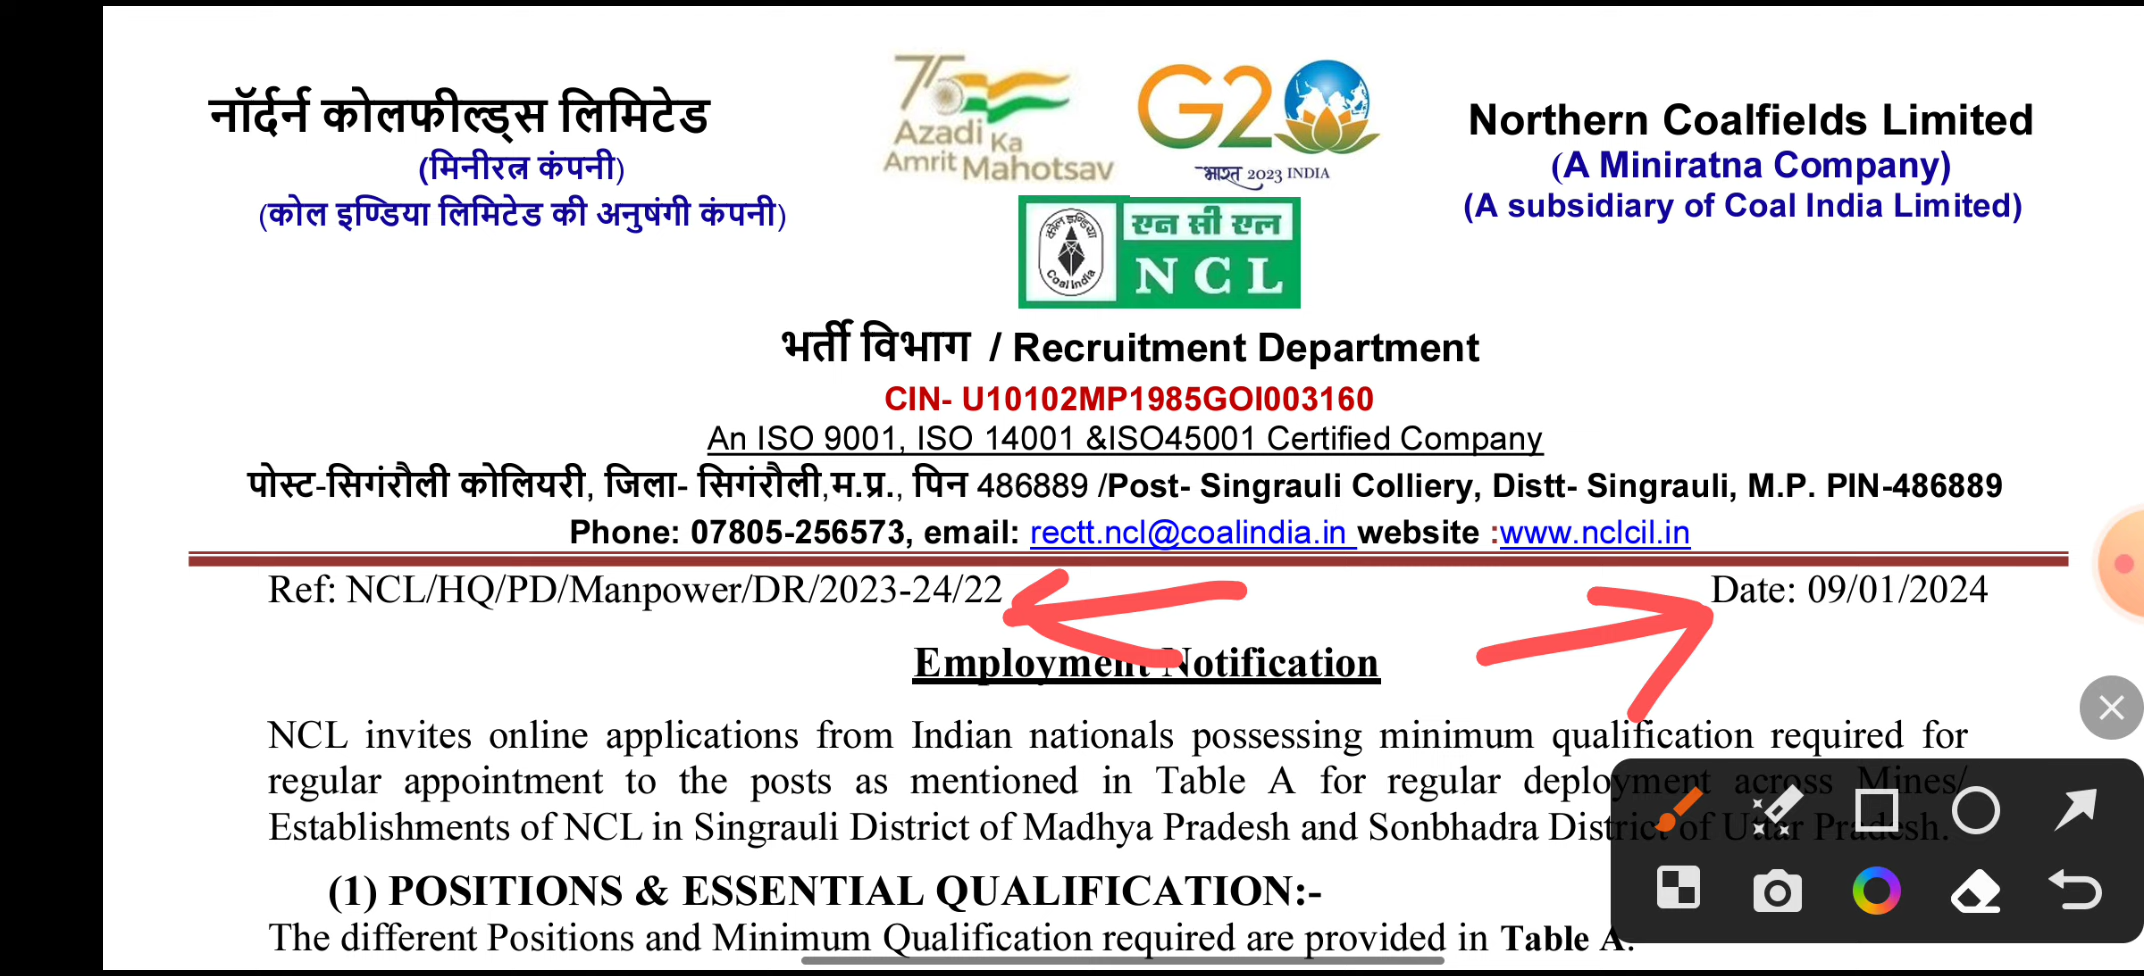 नॉर्दर्न कोलफील्ड्स लिमिटेड
(मिनीरत्न कंपनी)
(कोल इण्डिया लिमिटेड की अनुषंगी कंपनी)
75
Azadi Ka
Amrit Mahotsav
G20
भारत 2023 INDIA
कोल इण्डिया
Coal India
एन सी एल
NCL
Northern Coalfields Limited
(A Miniratna Company)
(A subsidiary of Coal India Limited)
भर्ती विभाग / Recruitment Department
CIN- U10102MP1985GOI003160
An ISO 9001, ISO 14001 &ISO45001 Certified Company
पोस्ट-सिगंरौली कोलियरी, जिला- सिगंरौली,म.प्र., पिन 486889 /Post- Singrauli Colliery, Distt- Singrauli, M.P. PIN-486889
Phone: 07805-256573, email: rectt.ncl@coalindia.in website :www.nclcil.in
Ref: NCL/HQ/PD/Manpower/DR/2023-24/22 Date: 09/01/2024
Employment Notification
NCL invites online applications from Indian nationals possessing minimum qualification required for
regular appointment to the posts as mentioned in Table A for regular deployment across Mines/
Establishments of NCL in Singrauli District of Madhya Pradesh and Sonbhadra District of Uttar Pradesh.
(1) POSITIONS & ESSENTIAL QUALIFICATION:-
The different Positions and Minimum Qualification required are provided in Table A.